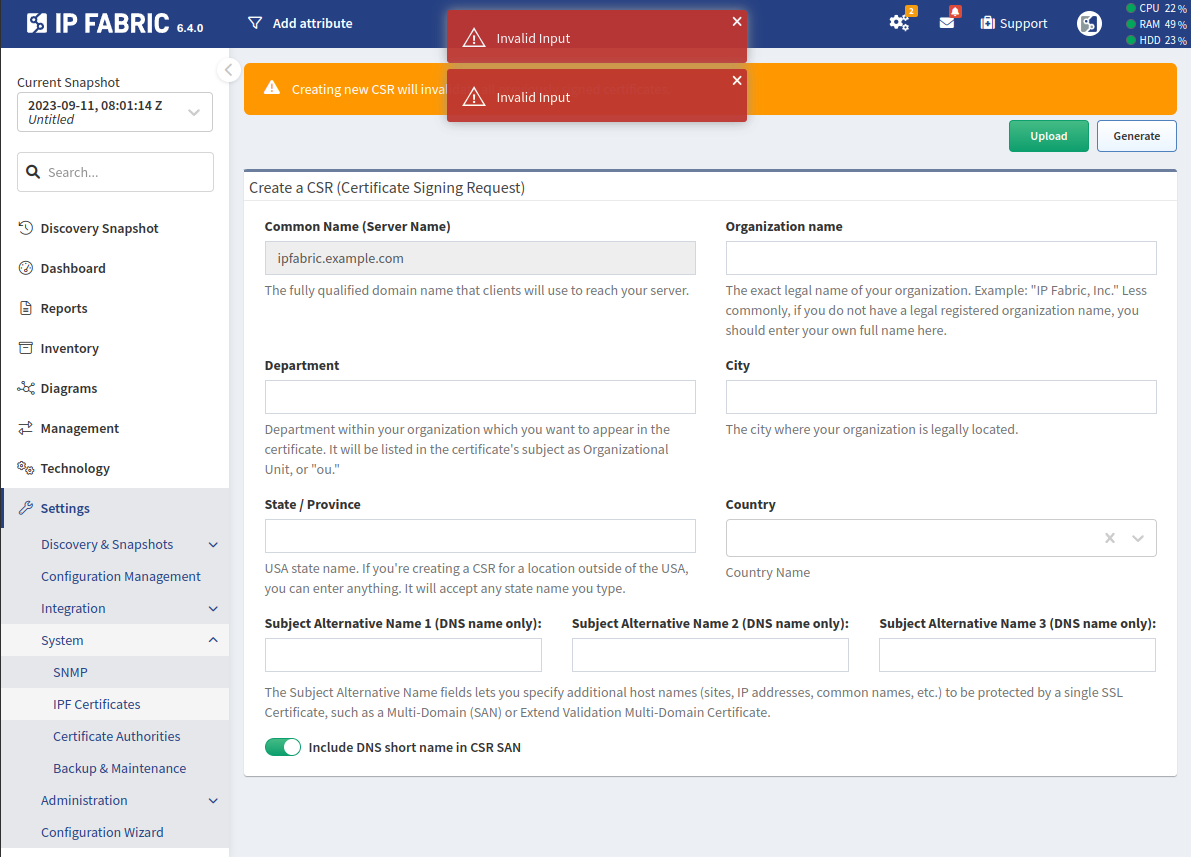 IP FABRIC 6.4.0
Add attribute
2
Support
CPU 22 %
RAM 49 %
HDD 23 %
Invalid Input
Invalid Input
Creating new CSR will
Current Snapshot
2023-09-11, 08:01:14 Z
Untitled
Search...
Discovery Snapshot
Dashboard
Reports
Inventory
Diagrams
Management
Technology
Settings
Discovery & Snapshots
Configuration Management
Integration
System
SNMP
IPF Certificates
Certificate Authorities
Backup & Maintenance
Administration
Configuration Wizard
Upload
Generate
Create a CSR (Certificate Signing Request)
Common Name (Server Name)
ipfabric.example.com
The fully qualified domain name that clients will use to reach your server.
Organization name
The exact legal name of your organization. Example: "IP Fabric, Inc." Less
commonly, if you do not have a legal registered organization name, you
should enter your own full name here.
Department
Department within your organization which you want to appear in the
certificate. It will be listed in the certificate's subject as Organizational
Unit, or "ou."
City
The city where your organization is legally located.
State / Province
USA state name. If you're creating a CSR for a location outside of the USA,
you can enter anything. It will accept any state name you type.
Country
Country Name
Subject Alternative Name 1 (DNS name only):
Subject Alternative Name 2 (DNS name only):
Subject Alternative Name 3 (DNS name only):
The Subject Alternative Name fields lets you specify additional host names (sites, IP addresses, common names, etc.) to be protected by a single SSL
Certificate, such as a Multi-Domain (SAN) or Extend Validation Multi-Domain Certificate.
Include DNS short name in CSR SAN